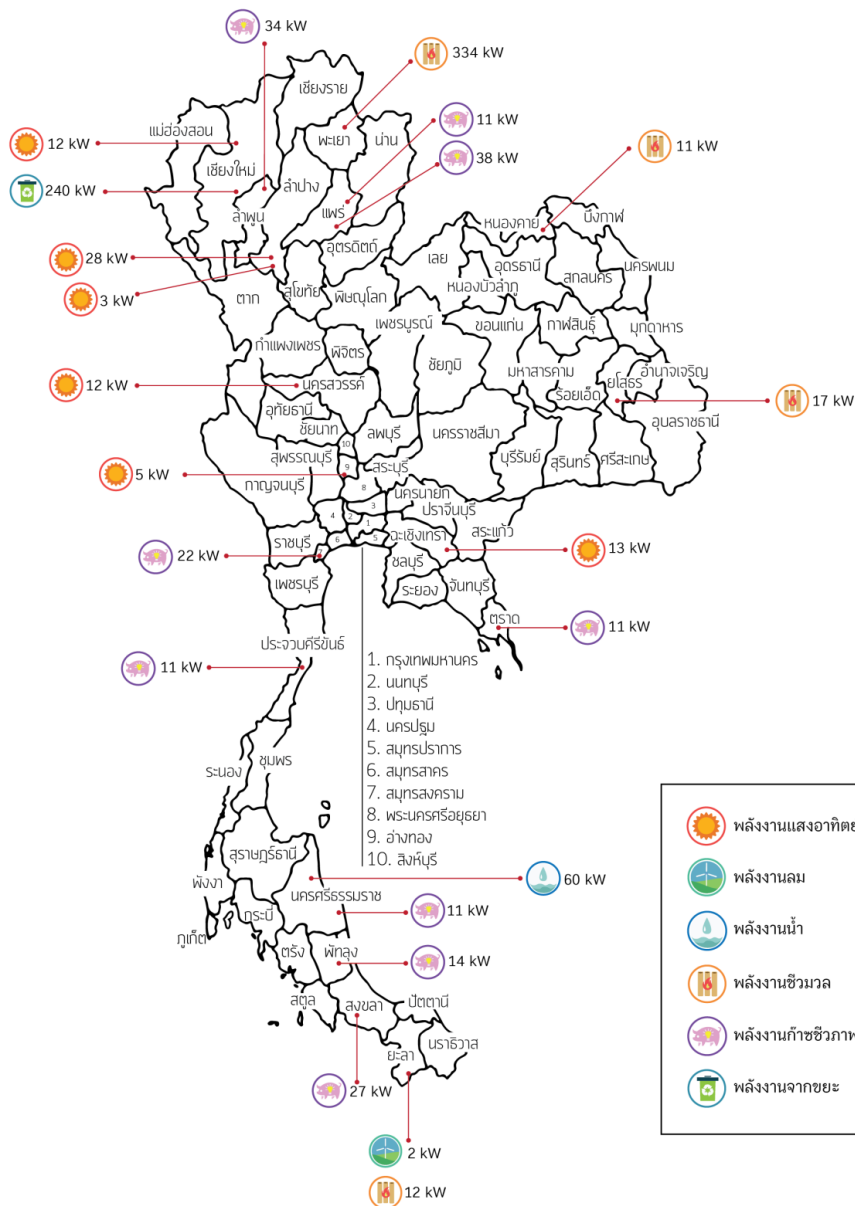 34 kW
334 kW
เชียงราย
11 kW
แม่ฮ่องสอน
12 kW
พะเยา
น่าน
11 kW
38 kW
เชียงใหม่
240 kW
ลำปาง
ลำพูน
แพร่
หนองคาย
บึงกาฬ
อุตรดิตถ์
เลย
28 kW
อุดรธานี
สกลนคร
นครพนม
3 kW
ตาก
สุโขทัย
พิษณุโลก
หนองบัวลำภู
เพชรบูรณ์
ขอนแก่น
กาฬสินธุ์
มุกดาหาร
กำแพงเพชร
พิจิตร
ชัยภูมิ
มหาสารคาม
อำนาจเจริญ
12 kW
นครสวรรค์
ร้อยเอ็ด
ยโสธร
17 kW
อุทัยธานี
ชัยนาท
ลพบุรี
นครราชสีมา
อุบลราชธานี
10
สุพรรณบุรี
สระบุรี
บุรีรัมย์
สุรินทร์
ศรีสะเกษ
5 kW
9
กาญจนบุรี
8
นครนายก
ปราจีนบุรี
3
4
2
1
ฉะเชิงเทรา
สระแก้ว
ราชบุรี
6
5
22 kW
7
13 kW
ชลบุรี
เพชรบุรี
ระยอง
จันทบุรี
ตราด
11 kW
ประจวบคีรีขันธ์
11 kW
1. กรุงเทพมหานคร
2. นนทบุรี
3. ปทุมธานี
4. นครปฐม
5. สมุทรปราการ
6. สมุทรสาคร
7. สมุทรสงคราม
8. พระนครศรีอยุธยา
9. อ่างทอง
10. สิงห์บุรี
ชุมพร
ระนอง
สุราษฎร์ธานี
พังงา
60 kW
นครศรีธรรมราช
กระบี่
11 kW
ภูเก็ต
ตรัง
พัทลุง
14 kW
สตูล
สงขลา
ปัตตานี
ยะลา
นราธิวาส
27 kW
2 kW
12 kW
พลังงานแสงอาทิตย
พลังงานลม
พลังงานน้ำ
พลังงานชีวมวล
พลังงานก๊าซชีวภาพ
พลังงานจากขยะ